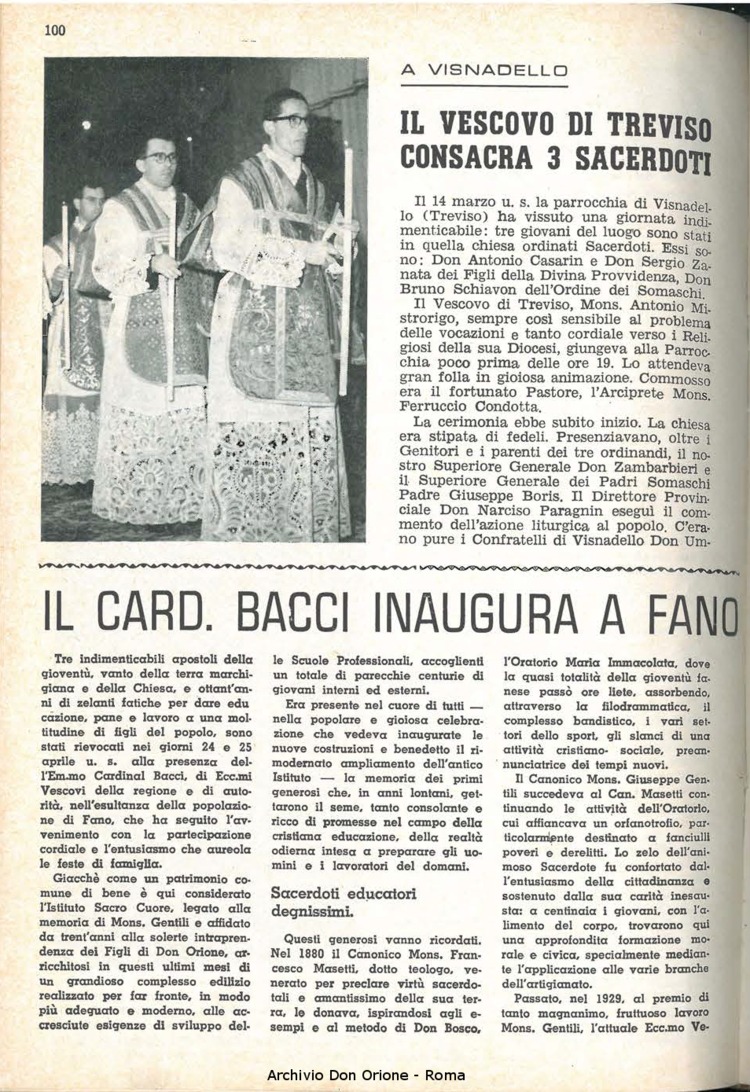 100
A VISNADELLO
IL VESCOVO DI TREVISO
CONSACRA 3 SACERDOTI
Il 14 marzo u. s. la parrocchia di Visnadel-
lo (Treviso) ha vissuto una giornata indi-
menticabile: tre giovani del luogo sono stati
in quella chiesa ordinati Sacerdoti. Essi so-
no: Don Antonio Casarin e Don Sergio Za-
nata dei Figli della Divina Provvidenza, Don
Bruno Schiavon dell'Ordine dei Somaschi.
Il Vescovo di Treviso, Mons. Antonio Mi-
strorigo, sempre così sensibile al problema
delle vocazioni e tanto cordiale verso i Reli-
giosi della sua Diocesi, giungeva alla Parroc-
chia poco prima delle ore 19. Lo attendeva
gran folla in gioiosa animazione. Commosso
era il fortunato Pastore, l'Arciprete Mons.
Ferruccio Condotta.
La cerimonia ebbe subito inizio. La chiesa
era stipata di fedeli. Presenziavano, oltre i
Genitori e i parenti dei tre ordinandi, il no-
stro Superiore Generale Don Zambarbieri e
il Superiore Generale dei Padri Somaschi
Padre Giuseppe Boris. Il Direttore Provin-
ciale Don Narciso Paragnin eseguì il com-
mento dell'azione liturgica al popolo. C'era-
no pure i Confratelli di Visnadello Don Um-
IL CARD. BACCI INAUGURA A FANO
Tre indimenticabili apostoli della
gioventù, vanto della terra marchi-
giana e della Chiesa, e ottant'an-
ni di zelanti fatiche per dare edu
cazione, pane e lavoro a una mol-
titudine di figli del popolo, sono
stati rievocati nei giorni 24 e 25
aprile u. s. alla presenza del-
l'Em.mo Cardinal Bacci, di Ecc.mi
Vescovi della regione e di auto-
rità, nell'esultanza della popolazio-
ne di Fano, che ha seguito l'av-
venimento con la partecipazione
cordiale e l'entusiasmo che aureola
le feste di famiglia.
Giacchè come un patrimonio co-
mune di bene è qui considerato
l'Istituto Sacro Cuore, legato alla
memoria di Mons. Gentili e affidato
da trent'anni alla solerte intrapren-
denza dei Figli di Don Orione, ar-
ricchitosi in questi ultimi mesi di
un grandioso complesso edilizio
realizzato per far fronte, in modo
più adeguato e moderno, alle ac-
cresciute esigenze di sviluppo del-
le Scuole Professionali, accoglienti
un totale di parecchie centurie di
giovani interni ed esterni.
Era presente nel cuore di tutti —
nella popolare e gioiosa celebra-
zione che vedeva inaugurate le
nuove costruzioni e benedetto il ri-
modernato ampliamento dell'antico
Istituto — la memoria dei primi
generosi che, in anni lontani, get-
tarono il seme, tanto consolante e
ricco di promesse nel campo della
cristiana educazione, della realtà
odierna intesa a preparare gli uo-
mini e i lavoratori del domani.
Sacerdoti educatori
degnissimi.
Questi generosi vanno ricordati.
Nel 1880 il Canonico Mons. Fran-
cesco Masetti, dotto teologo, ve-
nerato per preclare virtù sacerdo-
tali e amantissimo della sua ter-
ra, le donava, ispirandosi agli e-
sempi e al metodo di Don Bosco,
l'Oratorio Maria Immacolata, dove
la quasi totalità della gioventù fa-
nese passò ore liete, assorbendo,
attraverso la filodrammatica, il
complesso bandistico, i vari set-
tori dello sport, gli slanci di una
attività cristiano- sociale, prean-
nunciatrice dei tempi nuovi.
Il Canonico Mons. Giuseppe Gen-
tili succedeva al Can. Masetti con-
tinuando le attività dell'Oratorio,
cui affiancava un orfanotrofio, par-
ticolarmente destinato a fanciulli
poveri e derelitti. Lo zelo dell'ani-
moso Sacerdote fu confortato dal-
l'entusiasmo della cittadinanza e
sostenuto dalla sua carità inesau-
sta: a centinaia i giovani, con l'a-
limento del corpo, trovarono qui
una approfondita formazione mo-
rale e civica, specialmente median-
te l'applicazione alle varie branche
dell'artigianato.
Passato, nel 1929, al premio di
tanto magnanimo, fruttuoso lavoro
Mons. Gentili, l'attuale Ecc.mo Ve-
Archivio Don Orione - Roma